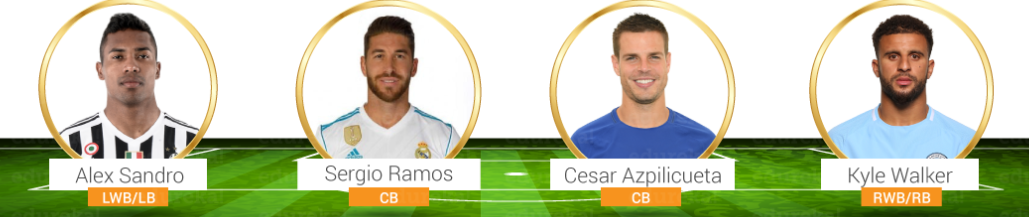 Alex Sandro
LWB/LB
Sergio Ramos
CB
Cesar Azpilicueta
CB
Kyle Walker
RWB/RB